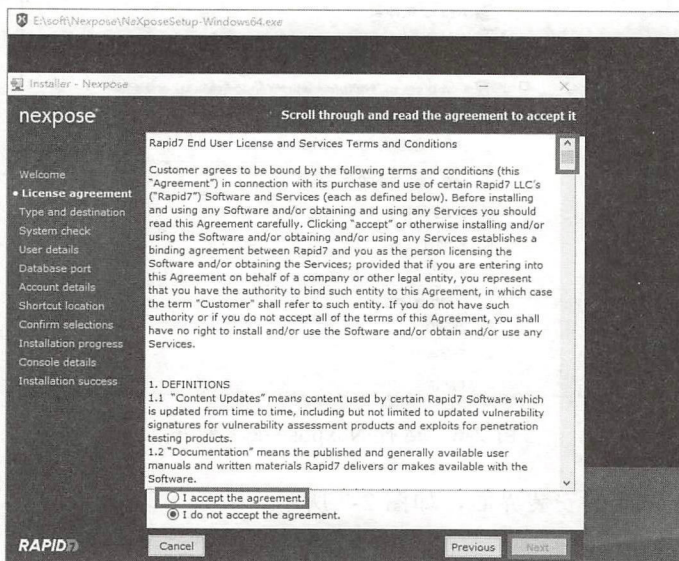 E:\soft\Nexpose\NeXposeSetup-Windows64.exe
Installer - Nexpose
nexpose
Scroll through and read the agreement to accept it
Welcome
• License agreement
Type and destination
System check
User details
Database port
Account details
Shortcut location
Confirm selections
Installation progress
Console details
Installation success
Rapid7 End User License and Services Terms and Conditions
Customer agrees to be bound by the following terms and conditions (this
"Agreement") in connection with its purchase and use of certain Rapid7 LLC's
("Rapid7") Software and Services (each as defined below). Before installing
and using any Software and/or obtaining and using any Services you should
read this Agreement carefully. Clicking "accept" or otherwise installing and/or
using the Software and/or obtaining and/or using any Services establishes a
binding agreement between Rapid7 and you as the person licensing the
Software and/or obtaining the Services; provided that if you are entering into
this Agreement on behalf of a company or other legal entity, you represent
that you have the authority to bind such entity to this Agreement, in which case
the term "Customer" shall refer to such entity. If you do not have such
authority or if you do not accept all of the terms of this Agreement, you shall
have no right to install and/or use the Software and/or obtain and/or use any
Services.
1. DEFINITIONS
1.1 "Content Updates" means content used by certain Rapid7 Software which
is updated from time to time, including but not limited to updated vulnerability
signatures for vulnerability assessment products and exploits for penetration
testing products.
1.2 "Documentation" means the published and generally available user
manuals and written materials Rapid7 delivers or makes available with the
Software.
I accept the agreement.
I do not accept the agreement.
RAPID7
Cancel
Previous
Next